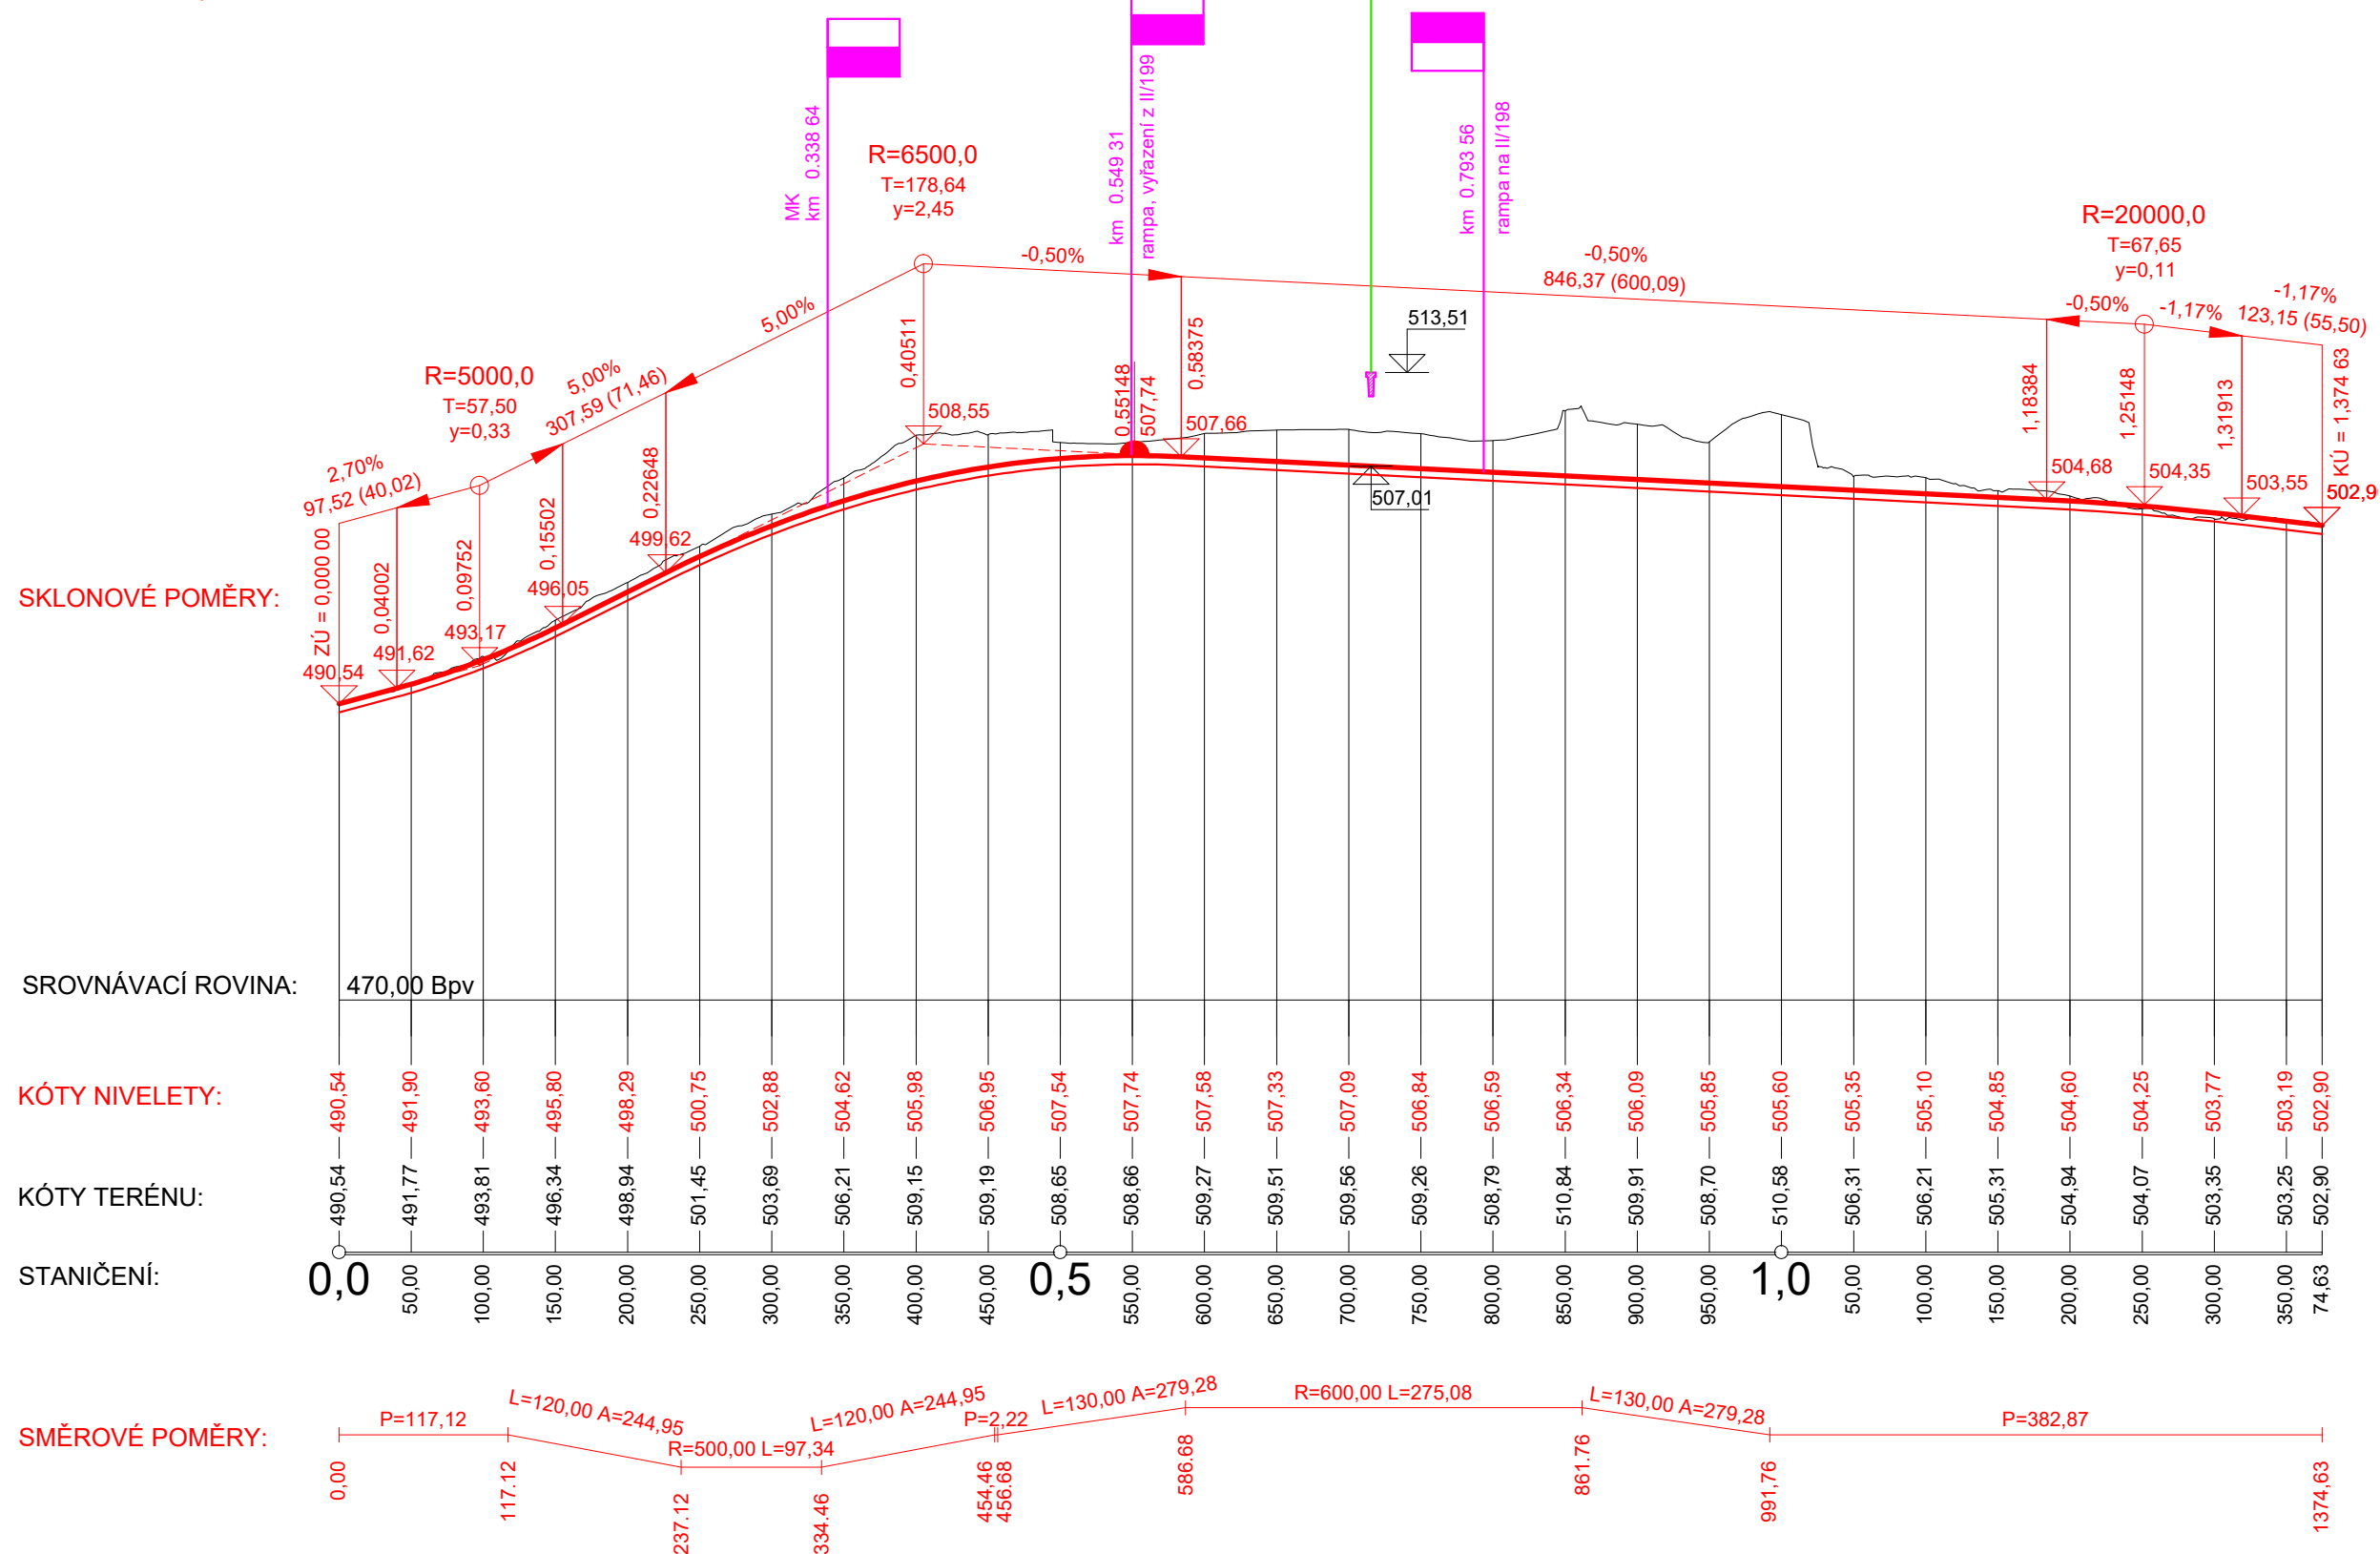 MK
km 0.338 64
km 0.549 31
rampa, vyřazení z II/199
km 0.793 56
rampa na II/198
R=6500,0
T=178,64
y=2,45
R=20000,0
T=67,65
y=0,11
-0,50%
-0,50%
846,37 (600,09)
-0,50%
-1,17%
-1,17%
123,15 (55,50)
5,00%
R=5000,0
T=57,50
y=0,33
5,00%
307,59 (71,46)
2,70%
97,52 (40,02)
ZÚ = 0,000 00
490,54
0,04002
491,62
0,09752
493,17
0,15502
496,05
0,22648
499,62
0,40511
508,55
0.55148
507,74
0,58375
507,66
513,51
507,01
1,18384
504,68
1,25148
504,35
1,31913
503,55
KÚ = 1,374 63
502,9
SKLONOVÉ POMĚRY:
SROVNÁVACÍ ROVINA: 470,00 Bpv
KÓTY NIVELETY: 490,54 491,90 493,60 495,80 498,29 500,75 502,88 504,62 505,98 506,95 507,54 507,74 507,58 507,33 507,09 506,84 506,59 506,34 506,09 505,85 505,60 505,35 505,10 504,85 504,60 504,25 503,77 503,19 502,90
KÓTY TERÉNU: 490,54 491,77 493,81 496,34 498,94 501,45 503,69 506,21 509,15 509,19 508,65 508,66 509,27 509,51 509,56 509,26 508,79 510,84 509,91 508,70 510,58 506,31 506,21 505,31 504,94 504,07 503,35 503,25 502,90
STANIČENÍ: 0,0 50,00 100,00 150,00 200,00 250,00 300,00 350,00 400,00 450,00 0,5 550,00 600,00 650,00 700,00 750,00 800,00 850,00 900,00 950,00 1,0 50,00 100,00 150,00 200,00 250,00 300,00 350,00 74,63
SMĚROVÉ POMĚRY:
P=117,12
L=120,00 A=244,95
R=500,00 L=97,34
L=120,00 A=244,95
P=2,22
L=130,00 A=279,28
R=600,00 L=275,08
L=130,00 A=279,28
P=382,87
0,00 117.12 237.12 334.46 454,46 456.68 586.68 861.76 991,76 1374,63